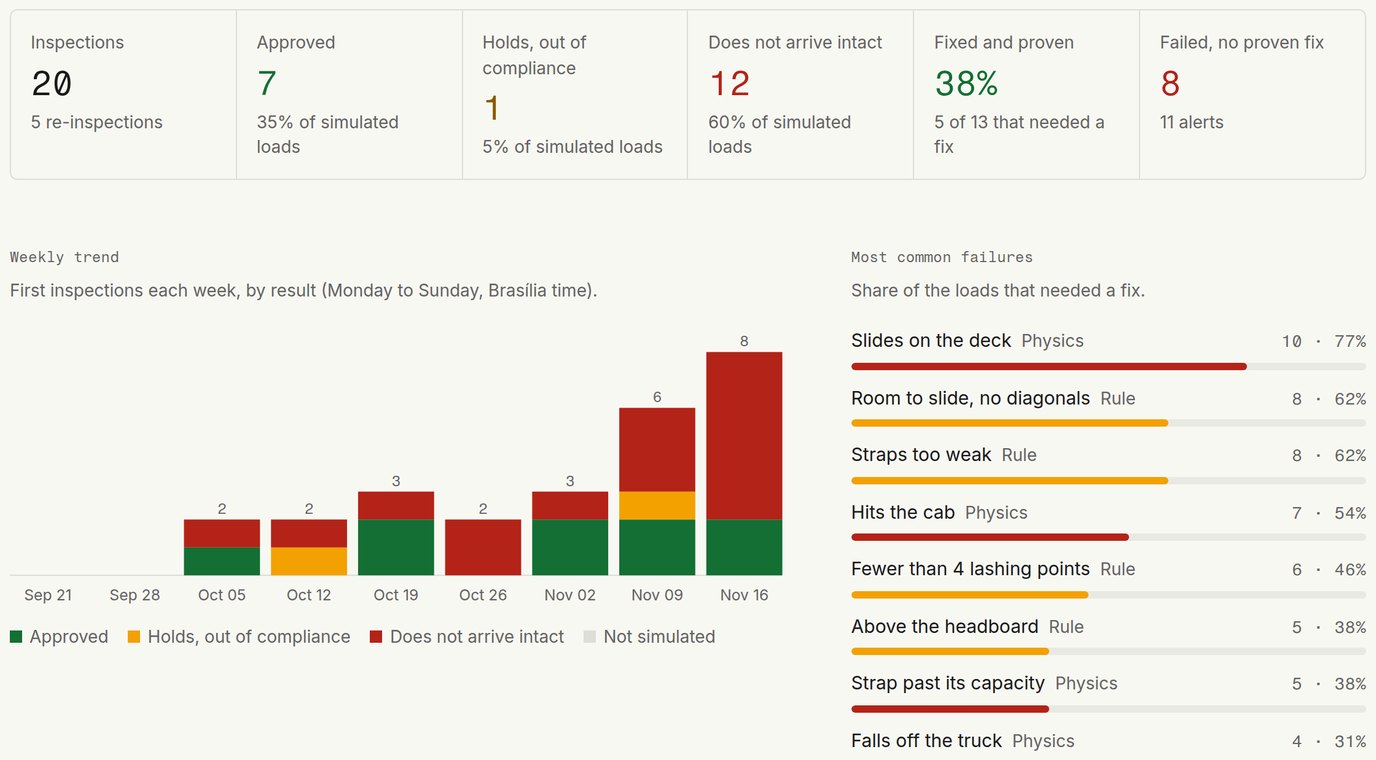 Inspections
20
5 re-inspections
Approved
7
35% of simulated
loads
Holds, out of
compliance
1
5% of simulated loads
Does not arrive intact
12
60% of simulated
loads
Fixed and proven
38%
5 of 13 that needed a
fix
Failed, no proven fix
8
11 alerts
Weekly trend
First inspections each week, by result (Monday to Sunday, Brasília time).
2
2
3
2
3
6
8
Sep 21
Sep 28
Oct 05
Oct 12
Oct 19
Oct 26
Nov 02
Nov 09
Nov 16
Approved
Holds, out of compliance
Does not arrive intact
Not simulated
Most common failures
Share of the loads that needed a fix.
Slides on the deck Physics 10 · 77%
Room to slide, no diagonals Rule 8 · 62%
Straps too weak Rule 8 · 62%
Hits the cab Physics 7 · 54%
Fewer than 4 lashing points Rule 6 · 46%
Above the headboard Rule 5 · 38%
Strap past its capacity Physics 5 · 38%
Falls off the truck Physics 4 · 31%